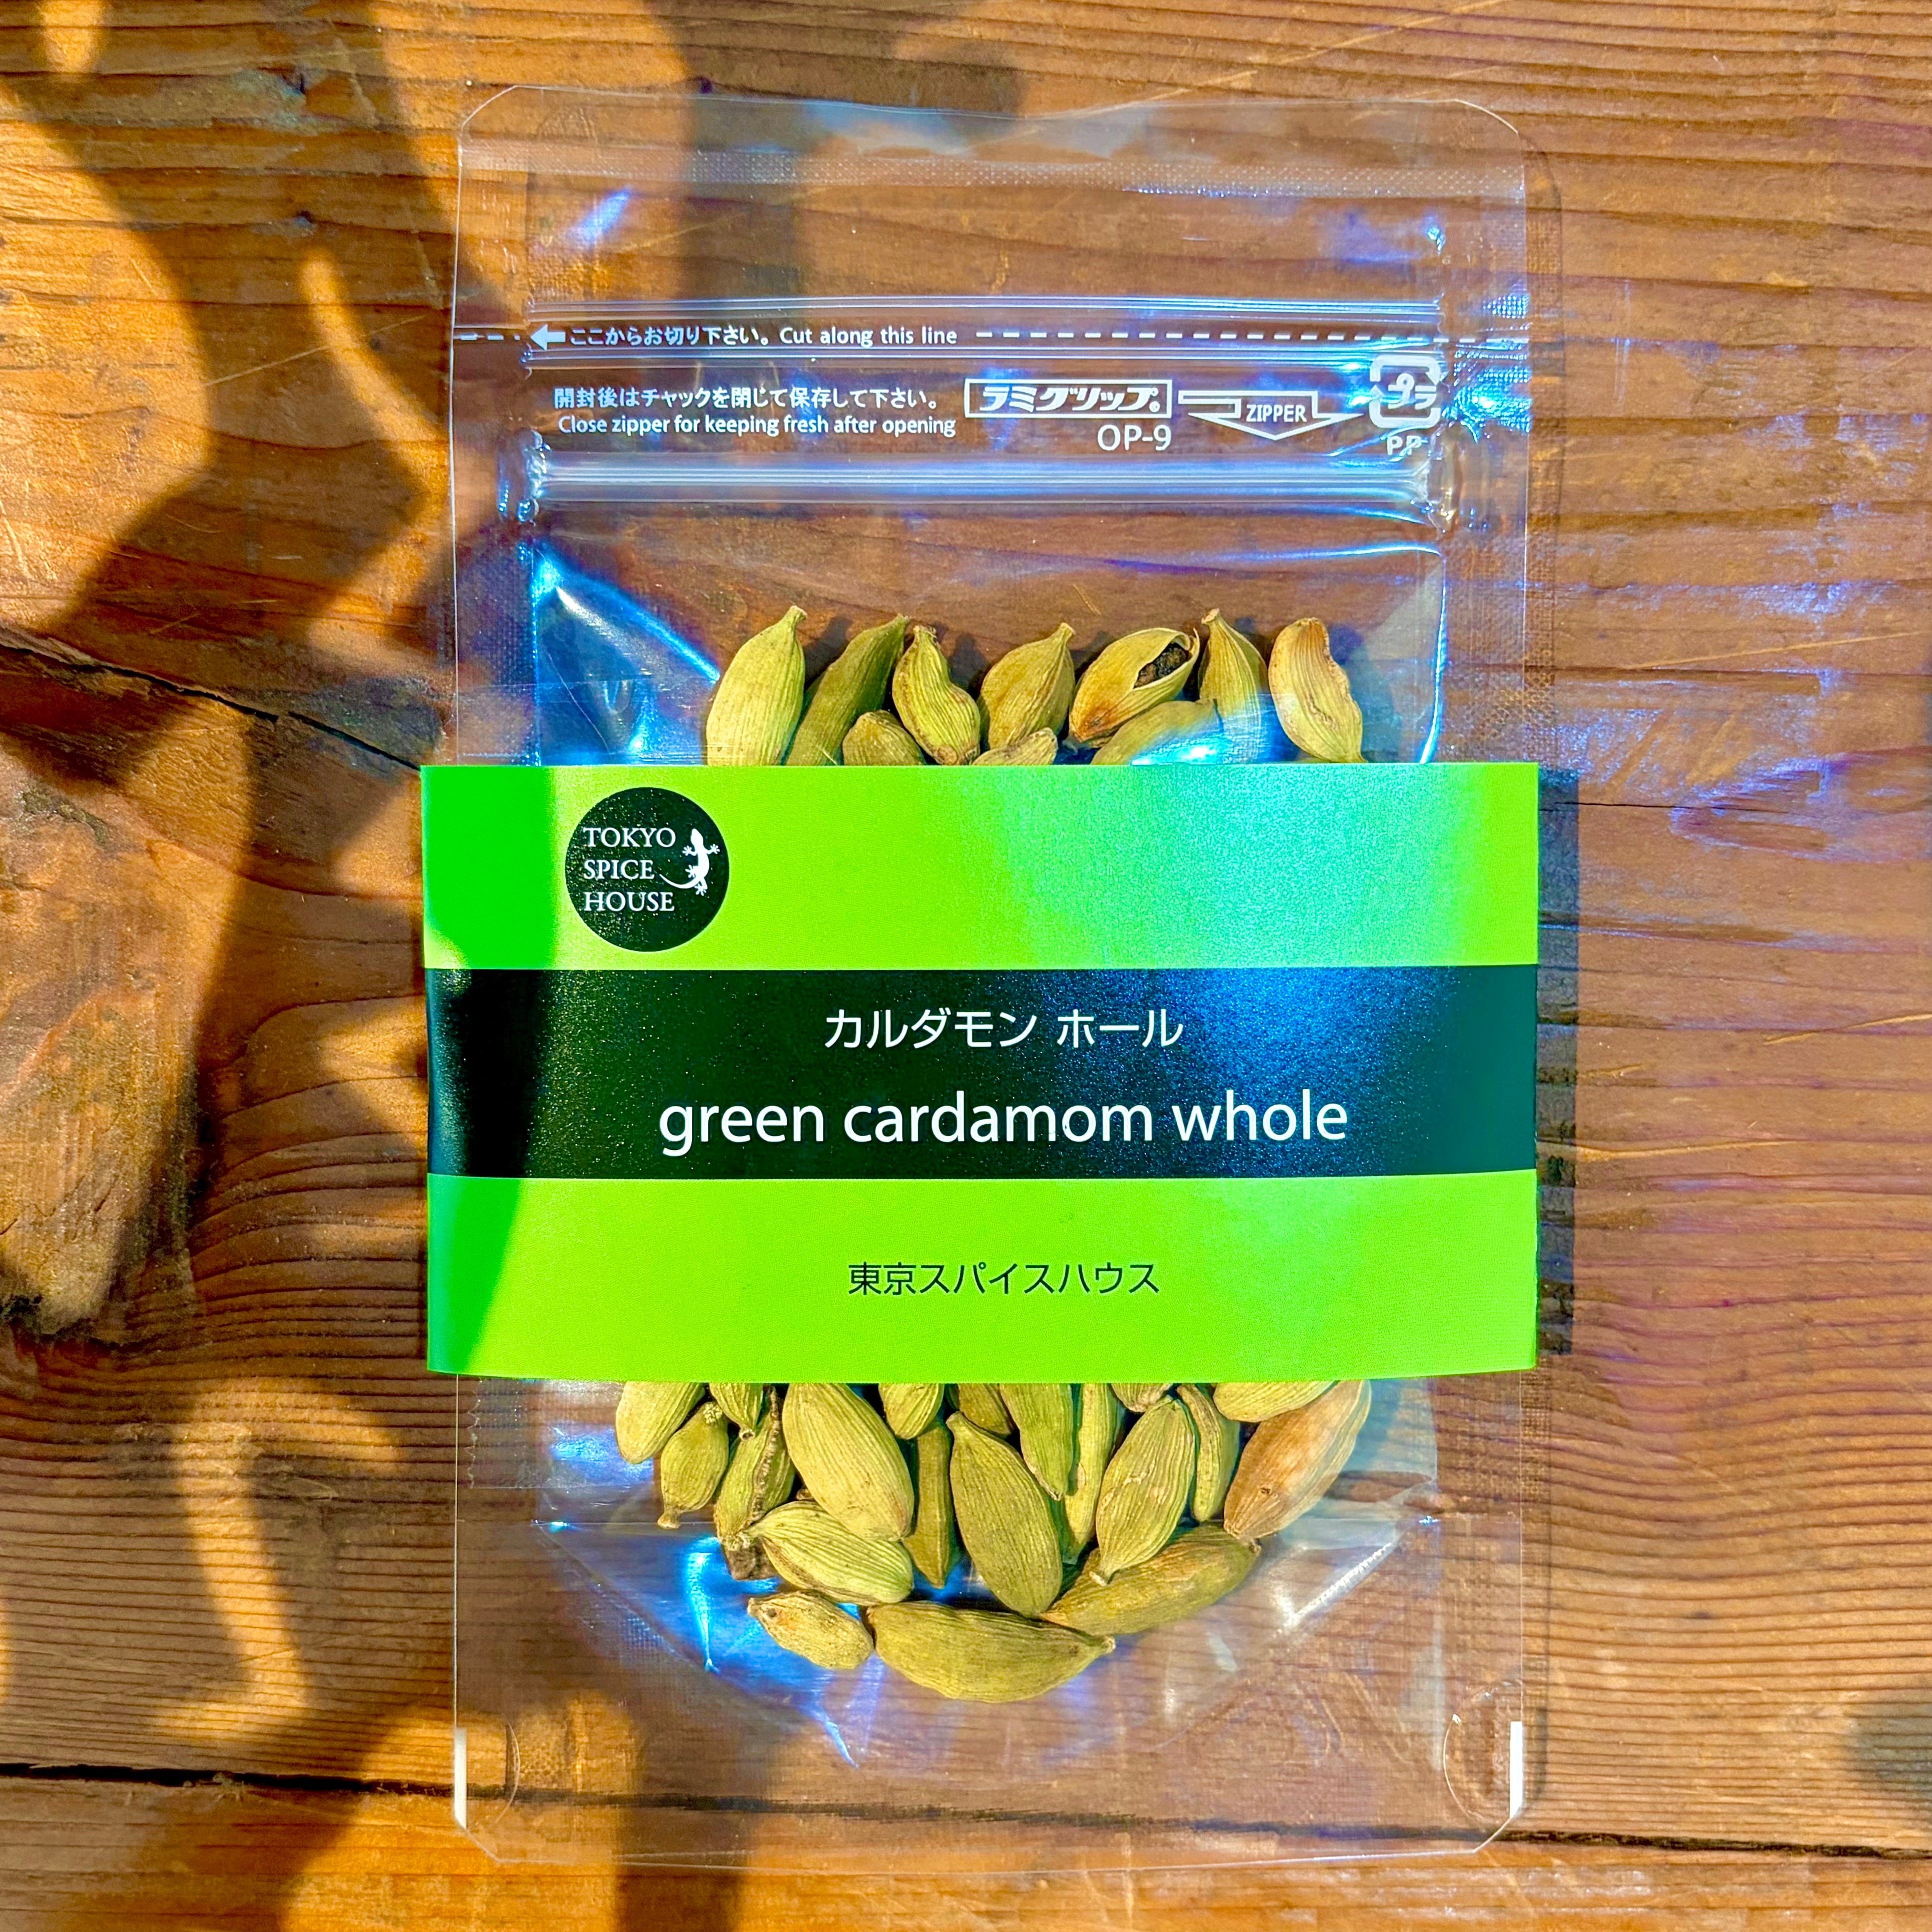 ここからお切り下さい。 Cut along this line
開封後はチャックを閉じて保存して下さい。
Close zipper for keeping fresh after opening
ラミグリップ®
OP-9
ZIPPER
プラ
PP
TOKYO
SPICE
HOUSE
カルダモン ホール
green cardamom whole
東京スパイスハウス